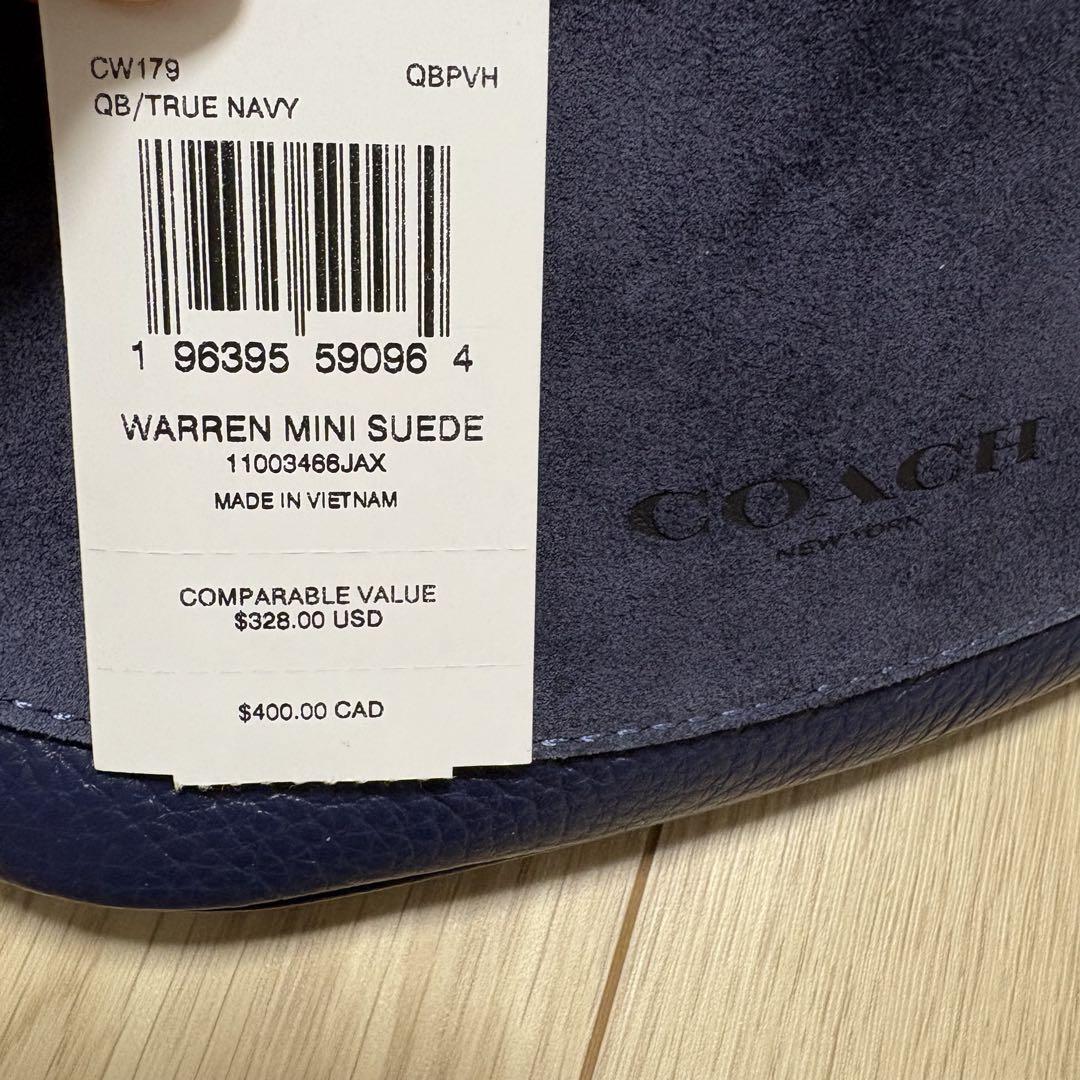 CW179 QBPVH
QB/TRUE NAVY
1 96395 59096 4
WARREN MINI SUEDE
11003466JAX
MADE IN VIETNAM
COMPARABLE VALUE
$328.00 USD
$400.00 CAD
COACH
NEW YORK